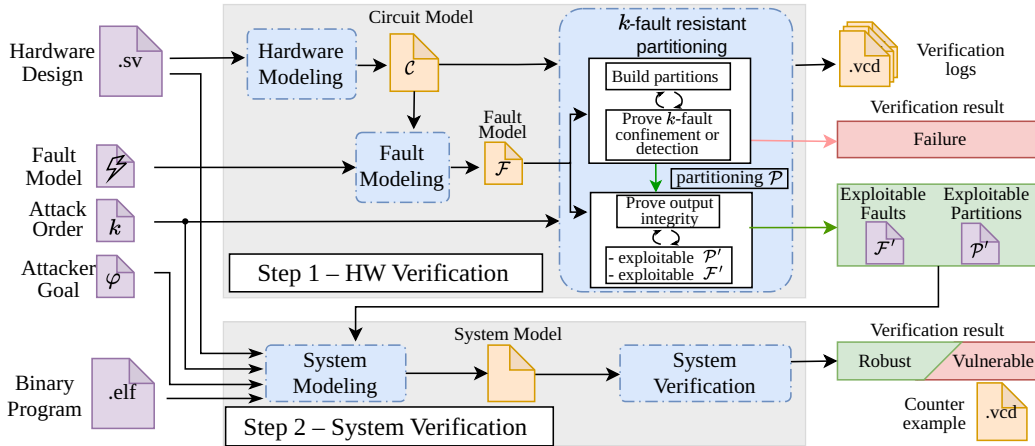 Hardware
Design
.sv
Circuit Model
Hardware
Modeling
𝒞
k-fault resistant
partitioning
Build partitions
Prove k-fault
confinement or
detection
.vcd
Verification
logs
Verification result
Failure
Fault
Model
Fault
Modeling
Fault
Model
ℱ
partitioning 𝒫
Attack
Order
k
Prove output
integrity
- exploitable 𝒫′
- exploitable ℱ′
Exploitable
Faults
ℱ′
Exploitable
Partitions
𝒫′
Attacker
Goal
φ
Step 1 – HW Verification
System Model
System
Modeling
System
Verification
Verification result
Robust
Vulnerable
Binary
Program
.elf
Step 2 – System Verification
Counter
example
.vcd